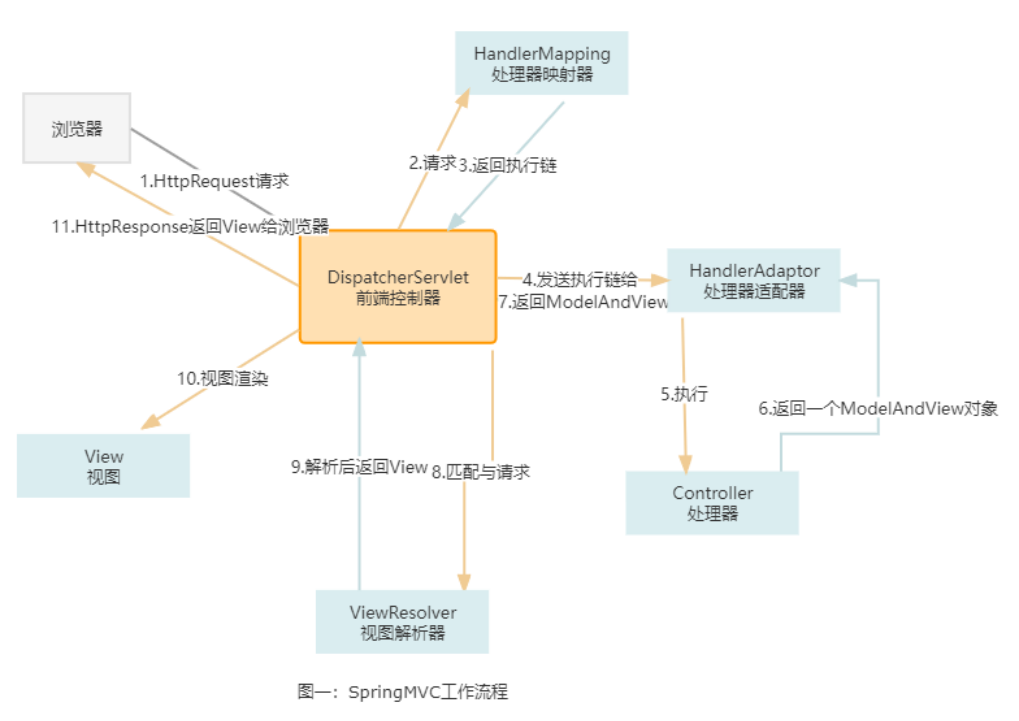 HandlerMapping
处理器映射器
浏览器
2.请求
3.返回执行链
1.HttpRequest请求
11.HttpResponse返回View给浏览器
DispatcherServlet
前端控制器
4.发送执行链给
7.返回ModelAndView
HandlerAdaptor
处理器适配器
10.视图渲染
5.执行
6.返回一个ModelAndView对象
View
视图
9.解析后返回View
8.匹配与请求
Controller
处理器
ViewResolver
视图解析器
图一：SpringMVC工作流程